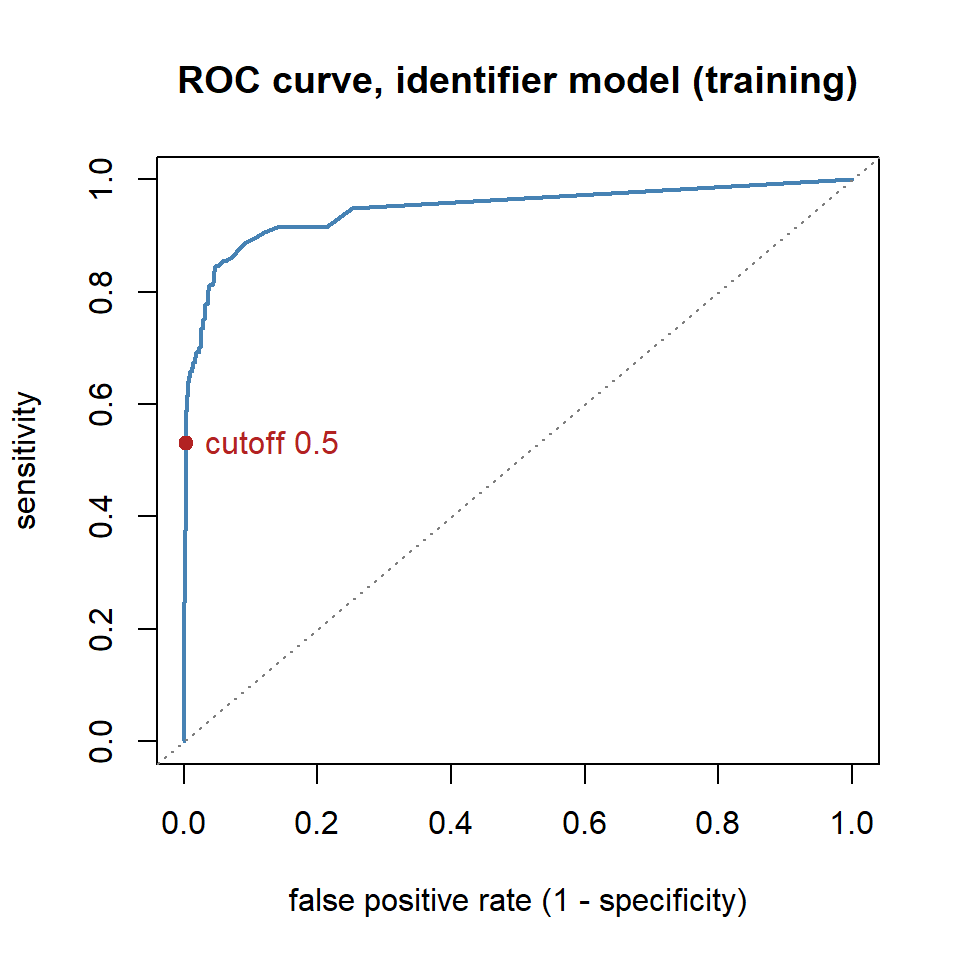 ROC curve, identifier model (training)
1.0
0.8
0.6
0.4
0.2
0.0
sensitivity
cutoff 0.5
0.0 0.2 0.4 0.6 0.8 1.0
false positive rate (1 - specificity)